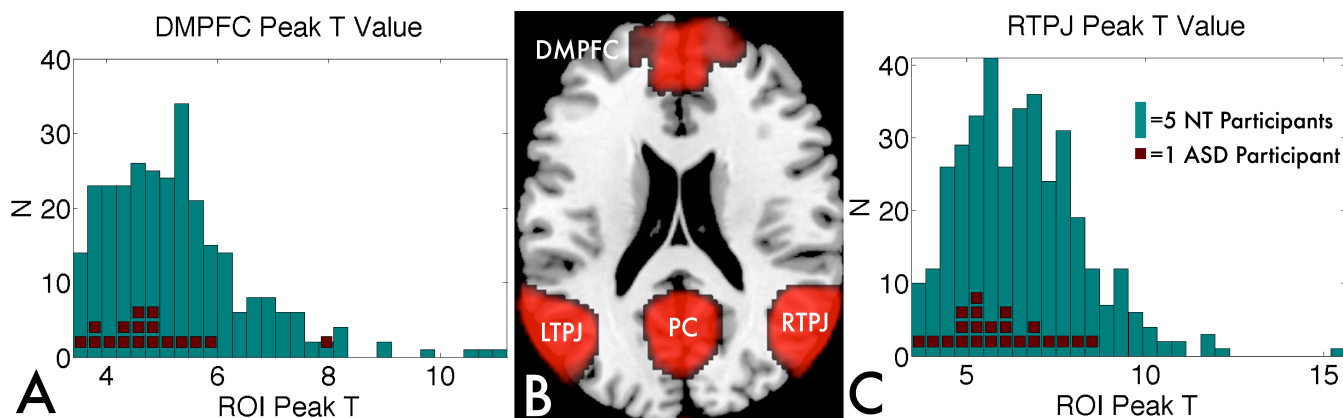 DMPFC Peak T Value
40
30
20
10
0
N
4
6
8
10
ROI Peak T
A
DMPFC
LTPJ
PC
RTPJ
B
RTPJ Peak T Value
40
30
20
10
0
N
=5 NT Participants
=1 ASD Participant
5
10
15
ROI Peak T
C